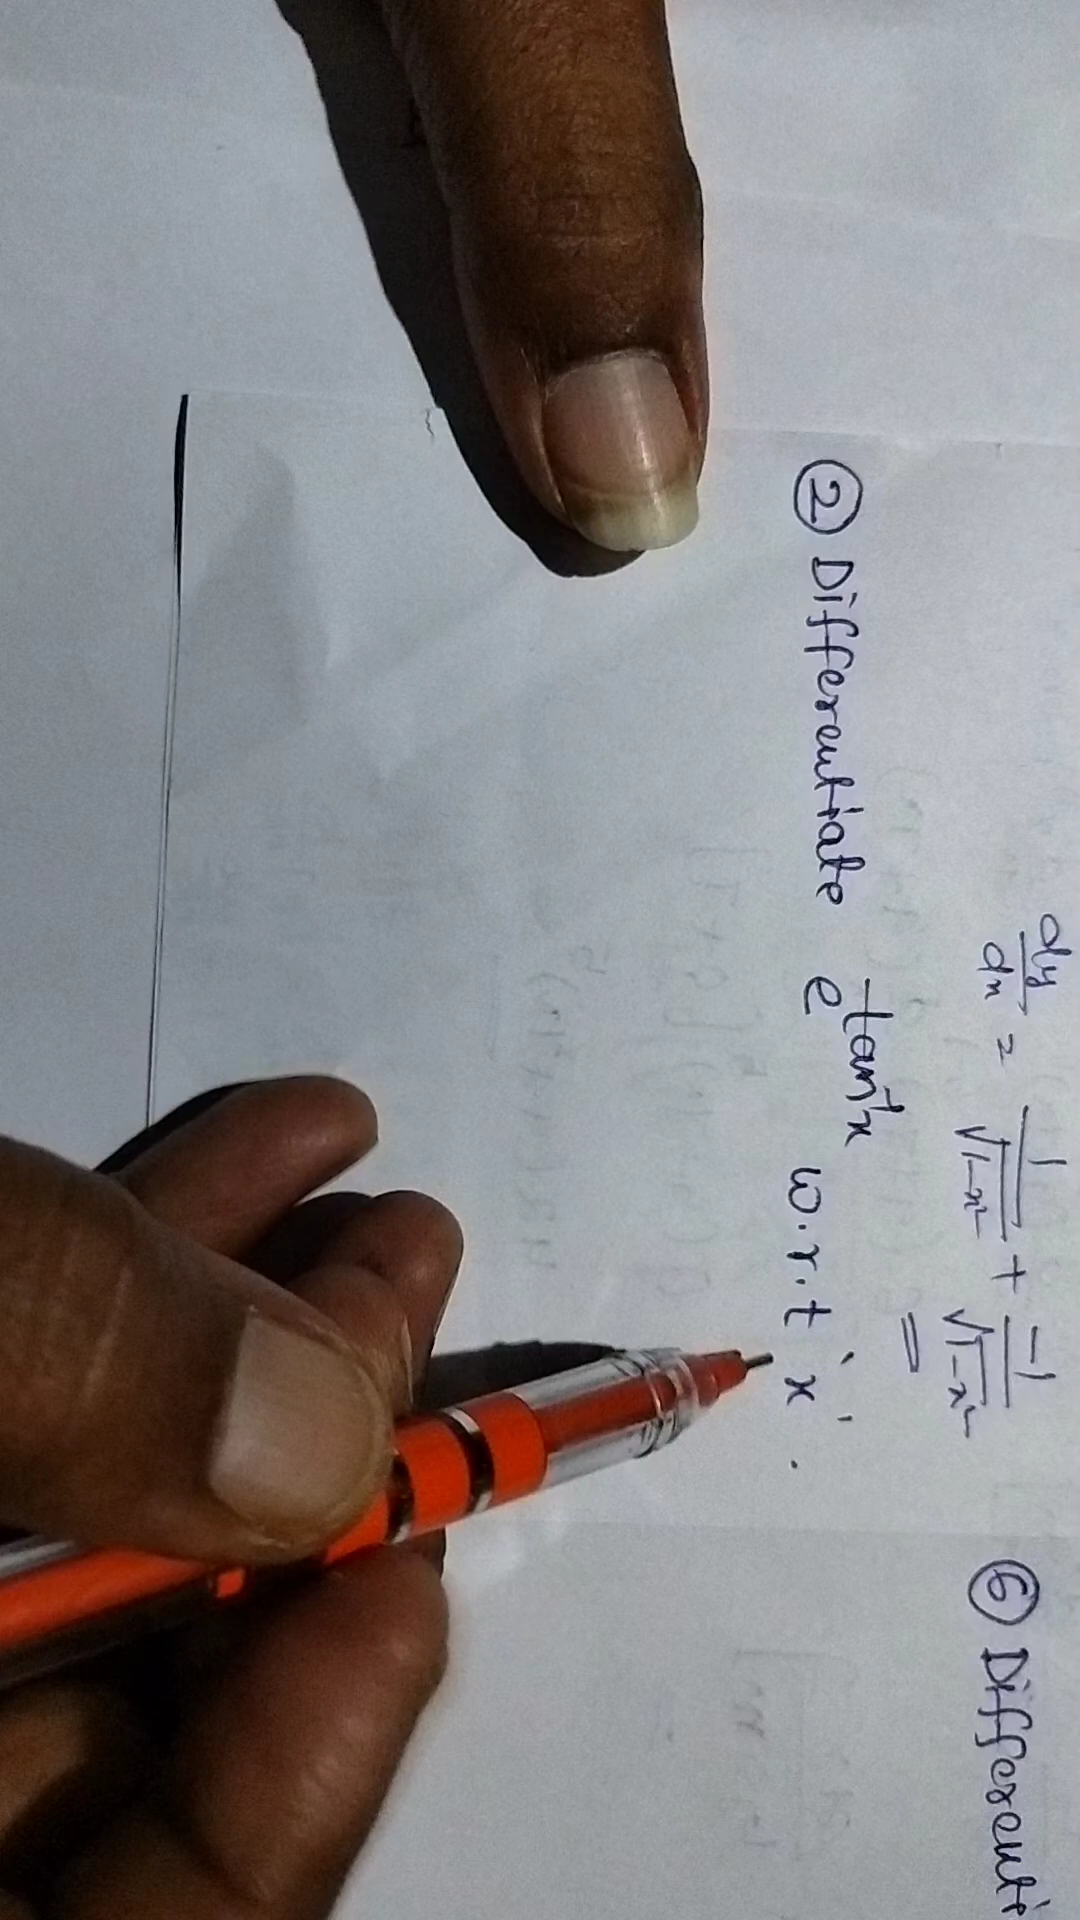 dy/dx = 1/√1-x² + -1/√1-x²
=
② Differentiate e^tan⁻¹x w.r.t 'x'.
⑥ Differenti